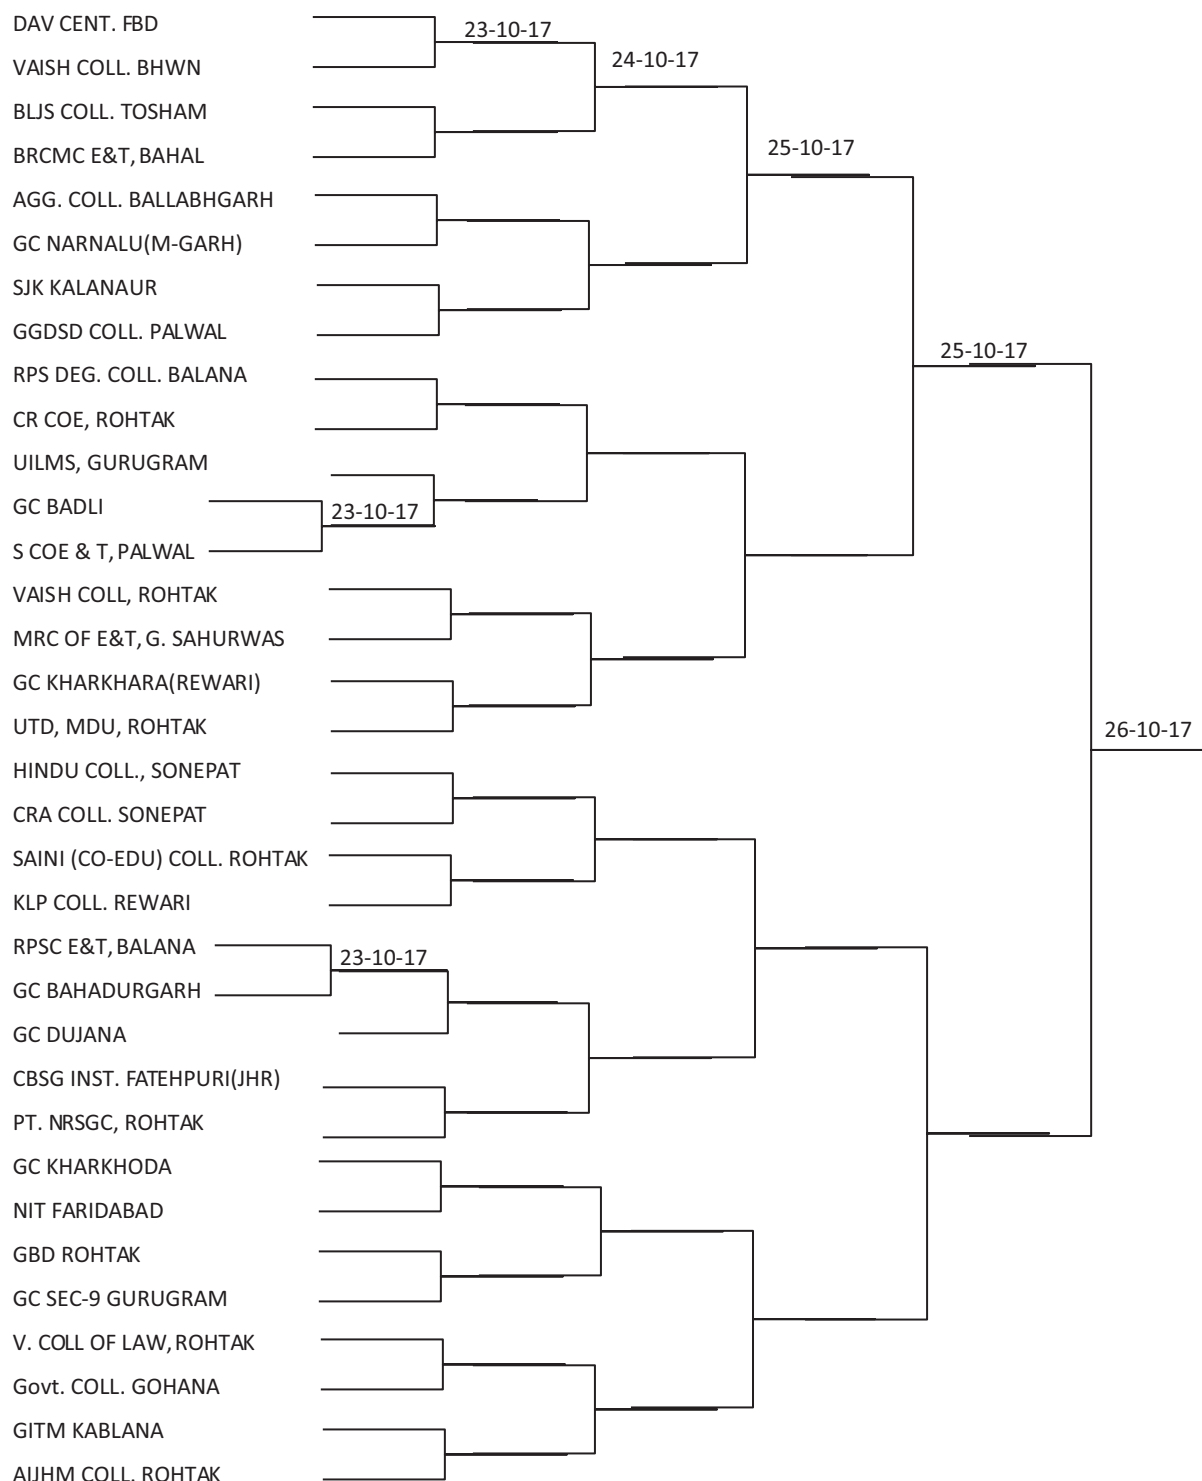 DAV CENT. FBD
23-10-17
24-10-17
VAISH COLL. BHWN
BLJS COLL. TOSHAM
25-10-17
BRCMC E&T, BAHAL
AGG. COLL. BALLABHGARH
GC NARNALU(M-GARH)
SJK KALANAUR
GGDSD COLL. PALWAL
25-10-17
RPS DEG. COLL. BALANA
CR COE, ROHTAK
UILMS, GURUGRAM
GC BADLI
23-10-17
S COE & T, PALWAL
VAISH COLL, ROHTAK
MRC OF E&T, G. SAHURWAS
GC KHARKHARA(REWARI)
UTD, MDU, ROHTAK
26-10-17
HINDU COLL., SONEPAT
CRA COLL. SONEPAT
SAINI (CO-EDU) COLL. ROHTAK
KLP COLL. REWARI
RPSC E&T, BALANA
23-10-17
GC BAHADURGARH
GC DUJANA
CBSG INST. FATEHPURI(JHR)
PT. NRSGC, ROHTAK
GC KHARKHODA
NIT FARIDABAD
GBD ROHTAK
GC SEC-9 GURUGRAM
V. COLL OF LAW, ROHTAK
Govt. COLL. GOHANA
GITM KABLANA
AIJHM COLL. ROHTAK